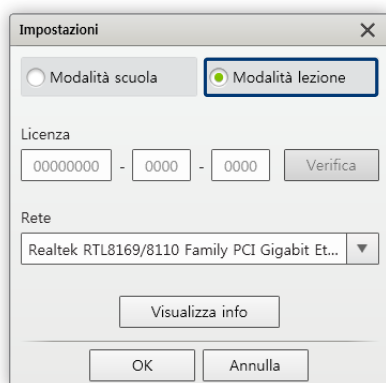 Impostazioni
Modalità scuola Modalità lezione
Licenza
00000000 - 0000 - 0000 Verifica
Rete
Realtek RTL8169/8110 Family PCI Gigabit Et...
Visualizza info
OK Annulla